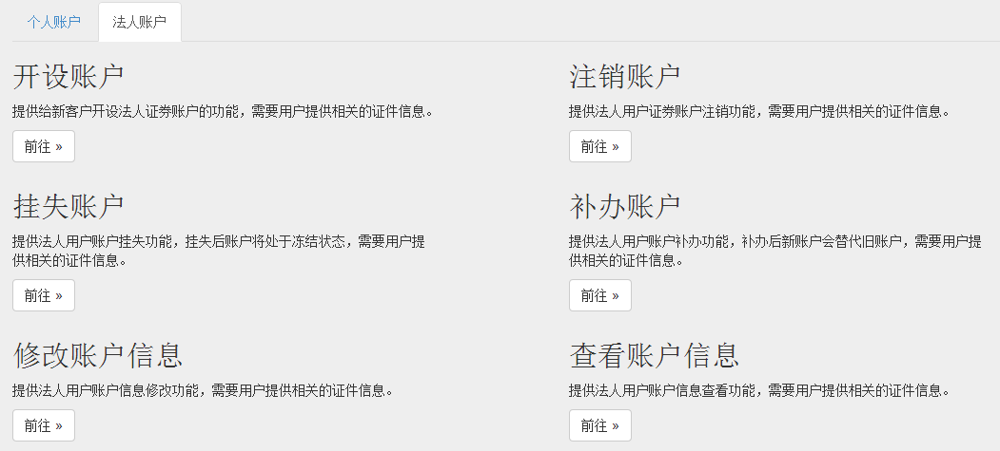 个人账户
法人账户
开设账户
提供给新客户开设法人证券账户的功能，需要用户提供相关的证件信息。
前往 »
注销账户
提供法人用户证券账户注销功能，需要用户提供相关的证件信息。
前往 »
挂失账户
提供法人用户账户挂失功能，挂失后账户将处于冻结状态，需要用户提
供相关的证件信息。
前往 »
补办账户
提供法人用户账户补办功能，补办后新账户会替代旧账户，需要用户提
供相关的证件信息。
前往 »
修改账户信息
提供法人用户账户信息修改功能，需要用户提供相关的证件信息。
前往 »
查看账户信息
提供法人用户账户信息查看功能，需要用户提供相关的证件信息。
前往 »